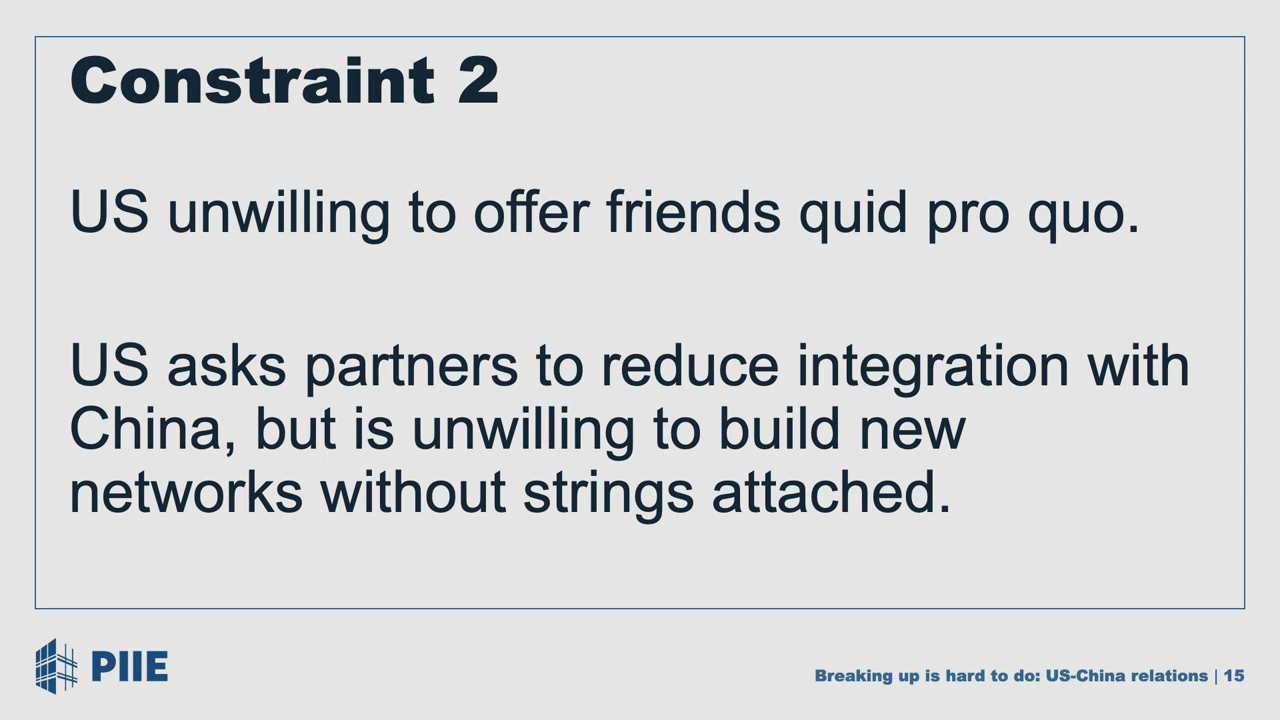 Constraint 2
US unwilling to offer friends quid pro quo.
US asks partners to reduce integration with
China, but is unwilling to build new
networks without strings attached.
PIIE
Breaking up is hard to do: US-China relations | 15